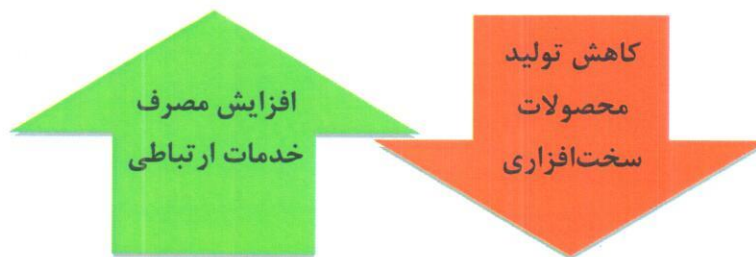 کاهش تولید
محصولات
سخت‌افزاری
افزایش مصرف
خدمات ارتباطی